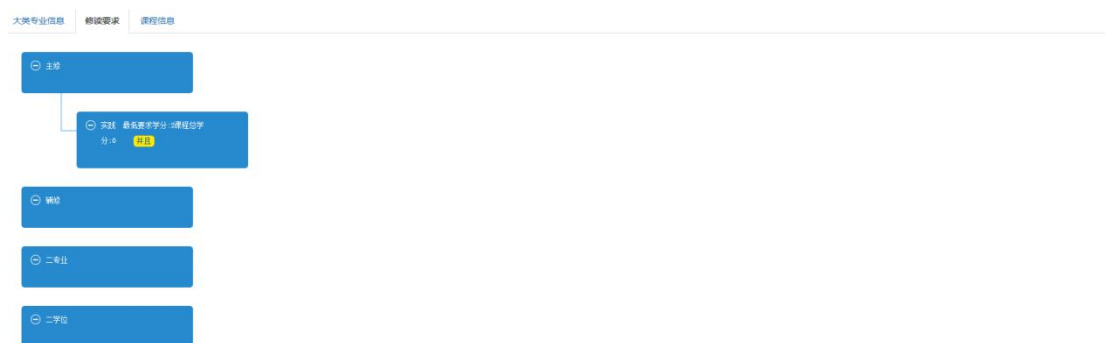 大类专业信息 修读要求 课程信息
主修
实践 最低要求学分:2课程总学
分:0 并且
辅修
二专业
二学位